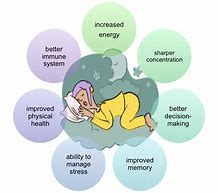 increased
energy
sharper
concentration
better
decision-
making
improved
memory
ability to
manage
stress
improved
physical
health
better
immune
system